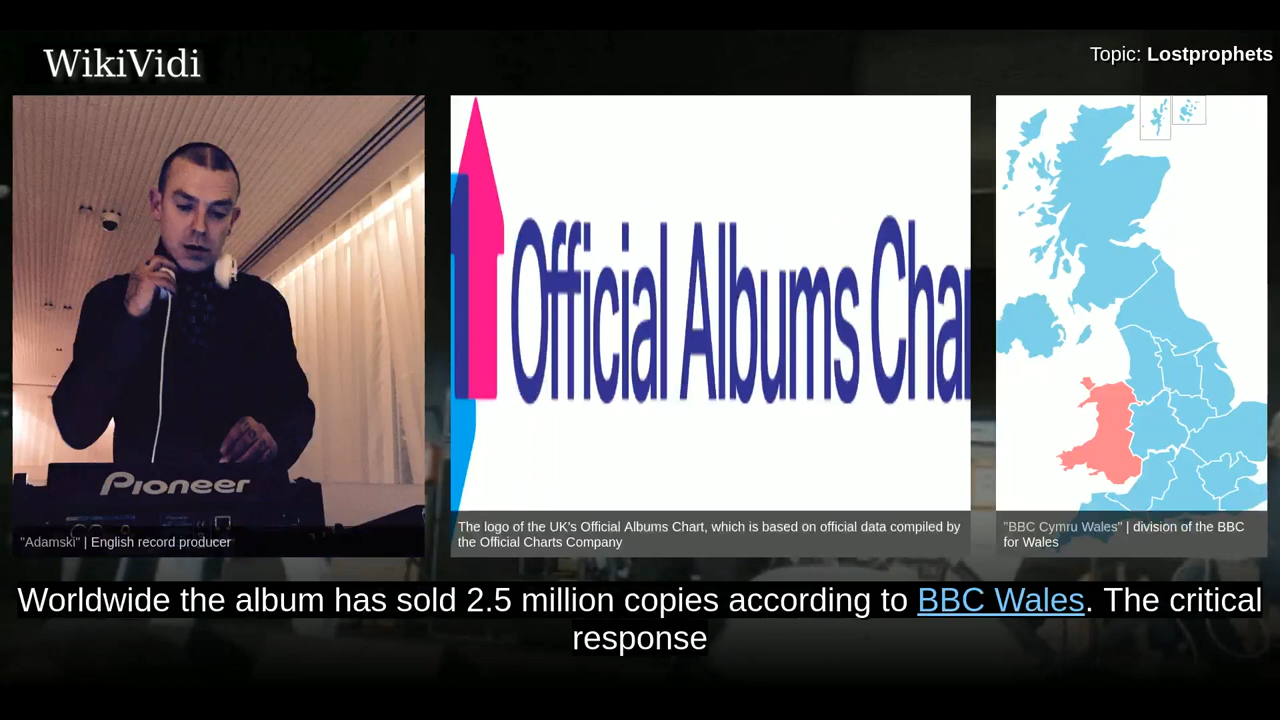 WikiVidi
Topic: Lostprophets
Official Albums Char
Pioneer
"Adamski" | English record producer
The logo of the UK's Official Albums Chart, which is based on official data compiled by
the Official Charts Company
"BBC Cymru Wales" | division of the BBC
for Wales
Worldwide the album has sold 2.5 million copies according to BBC Wales. The critical
response